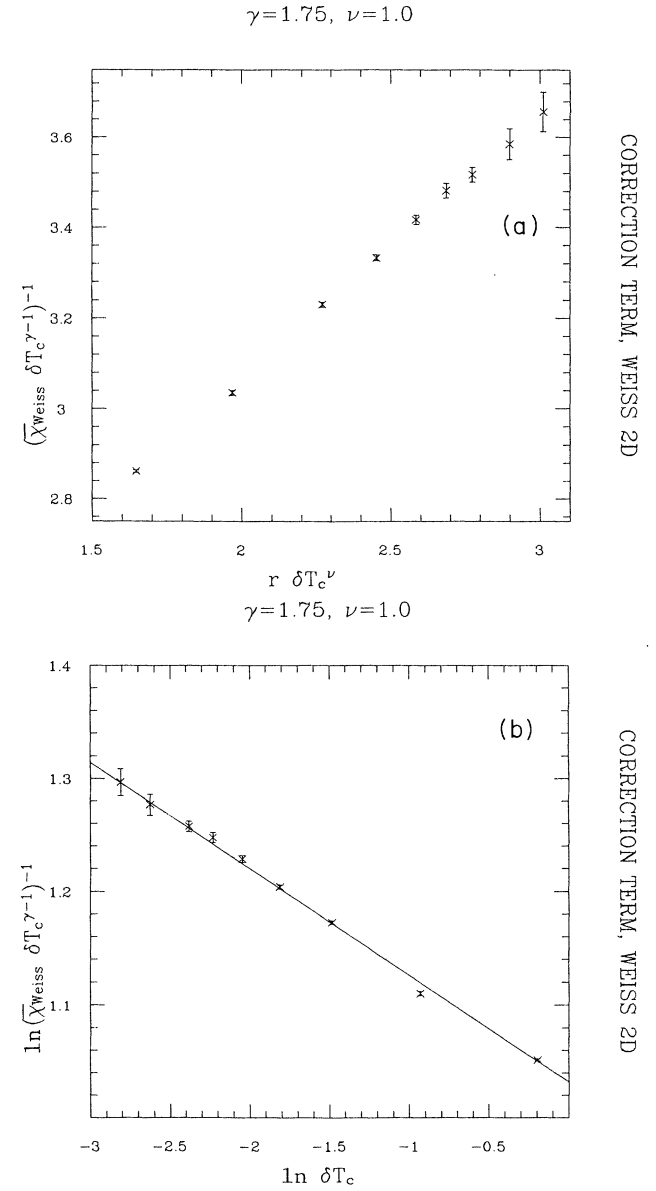 γ=1.75, ν=1.0
3.6
3.4
3.2
3
2.8
(a)
(χ̅Weiss δTc^γ−1)−1
CORRECTION TERM, WEISS 2D
1.5 2 2.5 3
r δTc^ν
γ=1.75, ν=1.0
1.4
1.3
1.2
1.1
(b)
ln(χ̅Weiss δTc^γ−1)−1
CORRECTION TERM, WEISS 2D
−3 −2.5 −2 −1.5 −1 −0.5
ln δTc